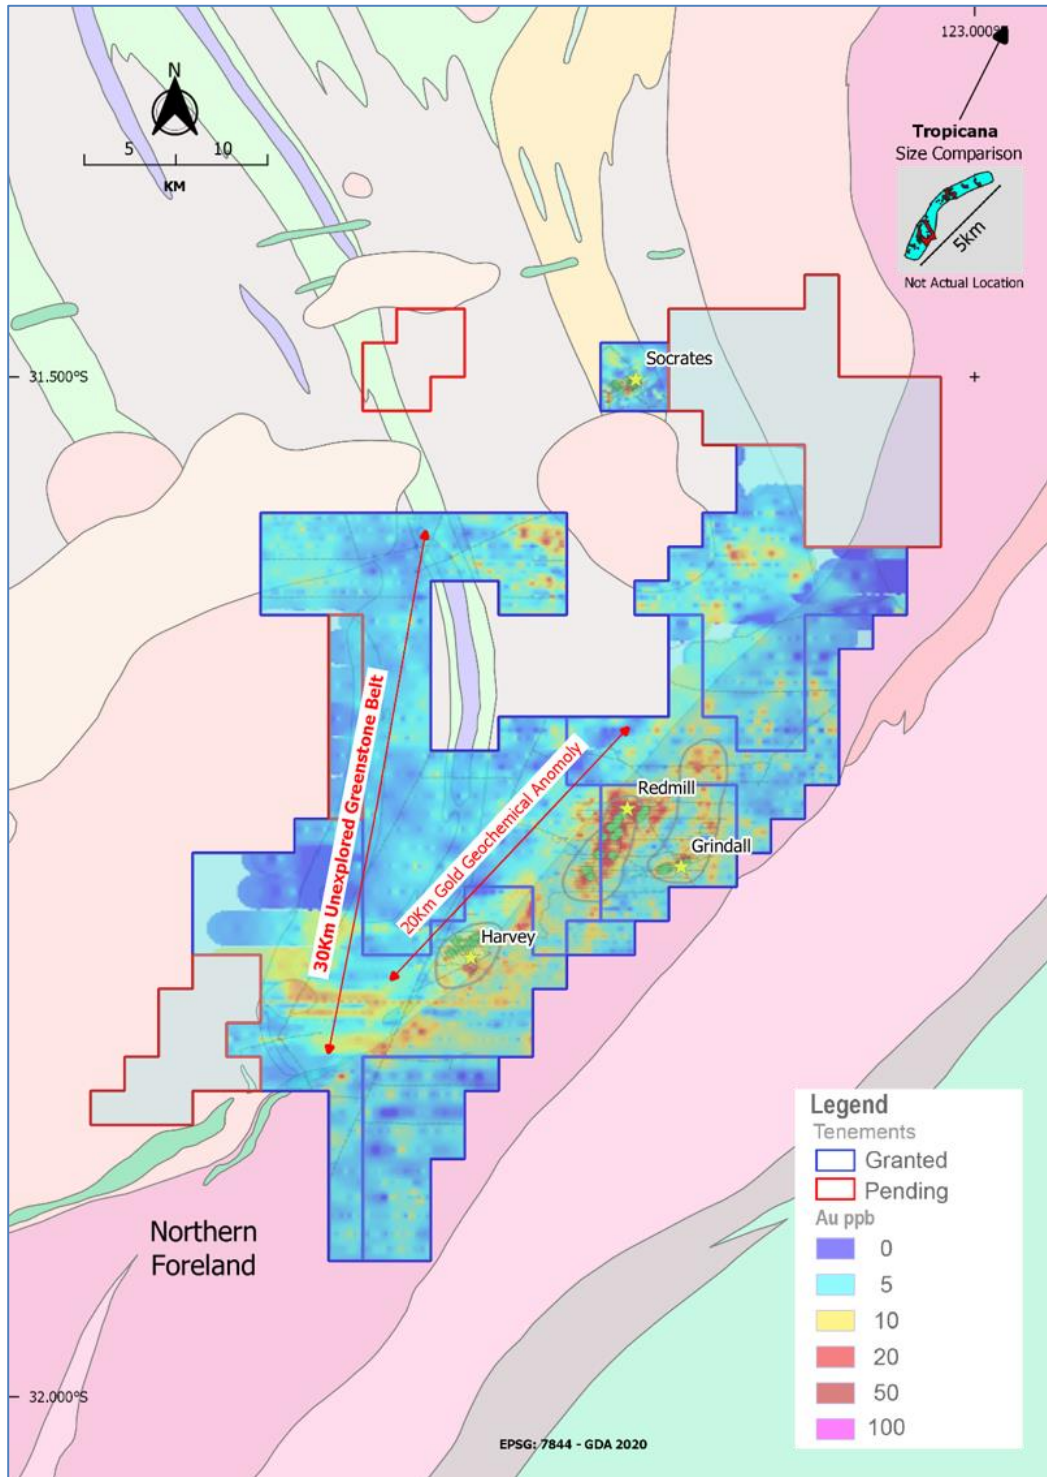 123.000°
N
5 10
KM
Tropicana
Size Comparison
5km
Not Actual Location
31.500°S
Socrates
30Km Unexplored Greenstone Belt
20Km Gold Geochemical Anomoly
Redmill
Grindall
Harvey
Northern
Foreland
32.000°S
Legend
Tenements
Granted
Pending
Au ppb
0
5
10
20
50
100
EPSG: 7844 - GDA 2020